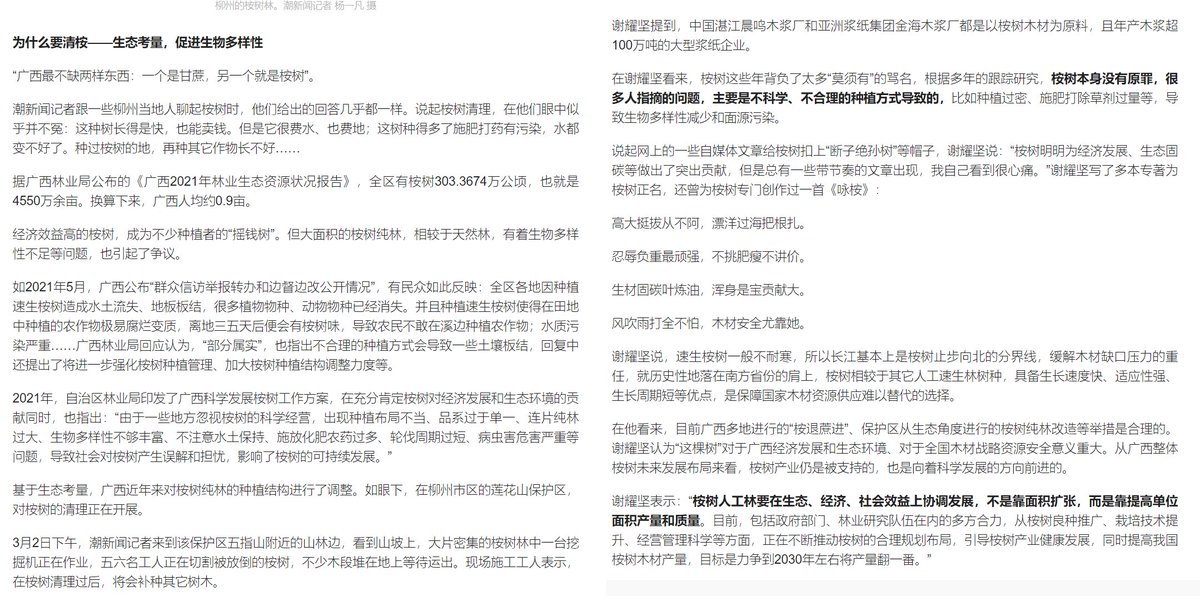 柳州的桉树林。潮新闻记者 杨一凡 摄
为什么要清桉——生态考量，促进生物多样性
“广西最不缺两样东西：一个是甘蔗，另一个就是桉树”。
潮新闻记者跟一些柳州当地人聊起桉树时，他们给出的回答几乎都一样。说起桉树清理，在他们眼中似
乎并不冤：这种树长得是快，也能卖钱。但是它很费水、也费地；这树种得多了施肥打药有污染，水都
变不好了。种过桉树的地，再种其它作物长不好……
据广西林业局公布的《广西2021年林业生态资源状况报告》，全区有桉树303.3674万公顷，也就是
4550万余亩。换算下来，广西人均约0.9亩。
经济效益高的桉树，成为不少种植者的“摇钱树”。但大面积的桉树纯林，相较于天然林，有着生物多样
性不足等问题，也引起了争议。
如2021年5月，广西公布“群众信访举报转办和边督边改公开情况”，有民众如此反映：全区各地因种植
速生桉树造成水土流失、地板板结，很多植物物种、动物物种已经消失。并且种植速生桉树使得在田地
中种植的农作物极易腐烂变质，离地三五天后便会有桉树味，导致农民不敢在溪边种植农作物；水质污
染严重……广西林业局回应认为，“部分属实”，也指出不合理的种植方式会导致一些土壤板结，回复中
还提出了将进一步强化桉树种植管理、加大桉树种植结构调整力度等。
2021年，自治区林业局印发了广西科学发展桉树工作方案，在充分肯定桉树对经济发展和生态环境的贡
献同时，也指出：“由于一些地方忽视桉树的科学经营，出现种植布局不当、品系过于单一、连片纯林
过大、生物多样性不够丰富、不注意水土保持、施放化肥农药过多、轮伐周期过短、病虫害危害严重等
问题，导致社会对桉树产生误解和担忧，影响了桉树的可持续发展。”
基于生态考量，广西近年来对桉树纯林的种植结构进行了调整。如眼下，在柳州市区的莲花山保护区，
对桉树的清理正在开展。
3月2日下午，潮新闻记者来到该保护区五指山附近的山林边，看到山坡上，大片密集的桉树林中一台挖
掘机正在作业，五六名工人正在切割被放倒的桉树，不少木段堆在地上等待运出。现场施工工人表示，
在桉树清理过后，将会补种其它树木。
谢耀坚提到，中国湛江晨鸣木浆厂和亚洲浆纸集团金海木浆厂都是以桉树木材为原料，且年产木浆超
100万吨的大型浆纸企业。
在谢耀坚看来，桉树这些年背负了太多“莫须有”的骂名，根据多年的跟踪研究，桉树本身没有原罪，很
多人指摘的问题，主要是不科学、不合理的种植方式导致的，比如种植过密、施肥打除草剂过量等，导
致生物多样性减少和面源污染。
说起网上的一些自媒体文章给桉树扣上“断子绝孙树”等帽子，谢耀坚说：“桉树明明为经济发展、生态固
碳等做出了突出贡献，但是总有一些带节奏的文章出现，我自己看到很心痛。”谢耀坚写了多本专著为
桉树正名，还曾为桉树专门创作过一首《咏桉》：
高大挺拔从不阿，漂洋过海把根扎。
忍辱负重最顽强，不挑肥瘦不讲价。
生材固碳叶炼油，浑身是宝贡献大。
风吹雨打全不怕，木材安全尤靠她。
谢耀坚说，速生桉树一般不耐寒，所以长江基本上是桉树止步向北的分界线，缓解木材缺口压力的重
任，就历史性地落在南方省份的肩上，桉树相较于其它人工速生林树种，具备生长速度快、适应性强、
生长周期短等优点，是保障国家木材资源供应难以替代的选择。
在他看来，目前广西多地进行的“桉退蔗进”、保护区从生态角度进行的桉树纯林改造等举措是合理的。
谢耀坚认为“这棵树”对于广西经济发展和生态环境、对于全国木材战略资源安全意义重大。从广西整体
桉树未来发展布局来看，桉树产业仍是被支持的，也是向着科学发展的方向前进的。
谢耀坚表示：“桉树人工林要在生态、经济、社会效益上协调发展，不是靠面积扩张，而是靠提高单位
面积产量和质量。目前，包括政府部门、林业研究队伍在内的多方合力，从桉树良种推广、栽培技术提
升、经营管理科学等方面，正在不断推动桉树的合理规划布局，引导桉树产业健康发展，同时提高我国
桉树木材产量，目标是力争到2030年左右将产量翻一番。”